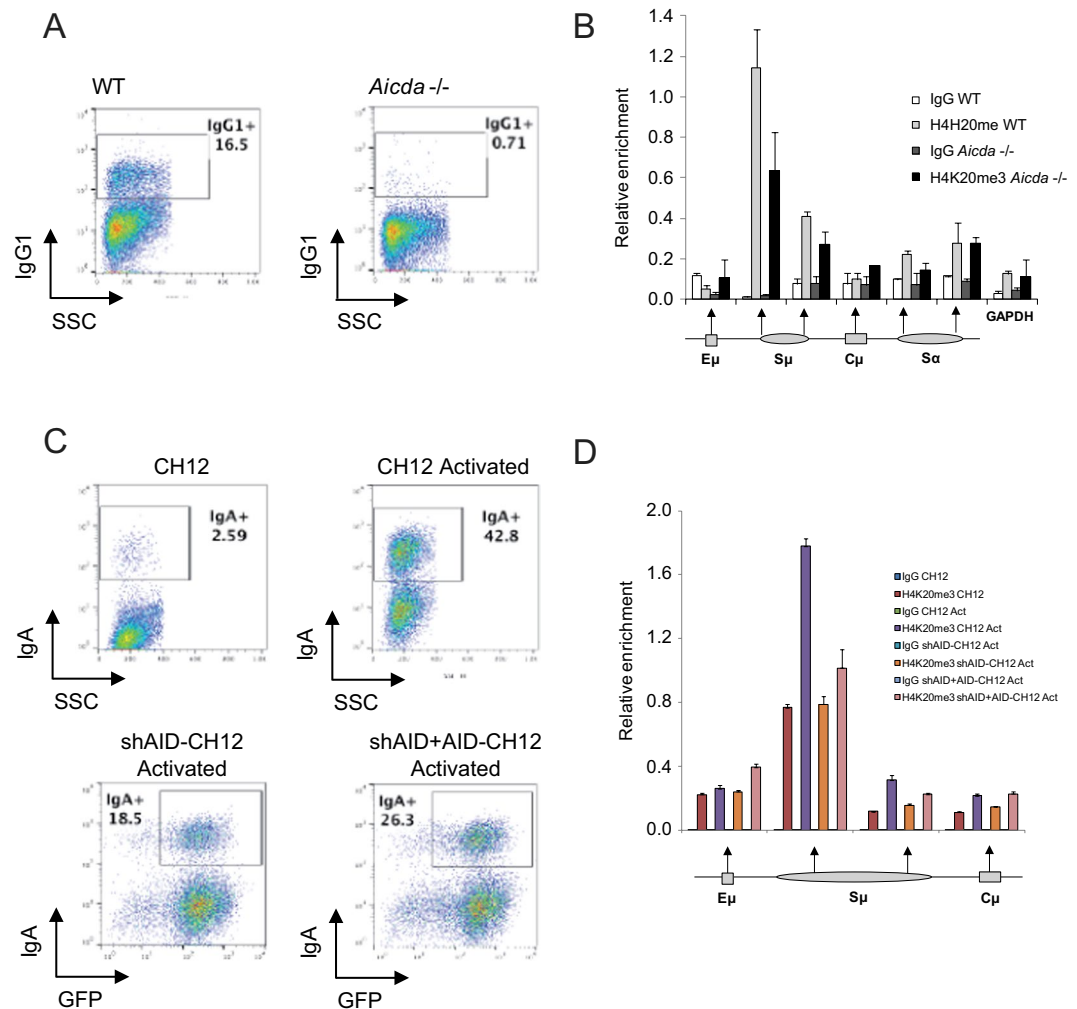 A
WT
Aicda -/-
IgG1+
16.5
IgG1+
0.71
IgG1
SSC
IgG1
SSC
B
Relative enrichment
1.4
1.2
1.0
0.8
0.6
0.4
0.2
0.0
IgG WT
H4H20me WT
IgG Aicda -/-
H4K20me3 Aicda -/-
GAPDH
Eμ
Sμ
Cμ
Sα
C
CH12
CH12 Activated
IgA+
2.59
IgA+
42.8
IgA
SSC
IgA
SSC
shAID-CH12
Activated
shAID+AID-CH12
Activated
IgA+
18.5
IgA+
26.3
IgA
GFP
IgA
GFP
D
Relative enrichment
2.0
1.6
1.2
0.8
0.4
0.0
IgG CH12
H4K20me3 CH12
IgG CH12 Act
H4K20me3 CH12 Act
IgG shAID-CH12 Act
H4K20me3 shAID-CH12 Act
IgG shAID+AID-CH12 Act
H4K20me3 shAID+AID-CH12 Act
Eμ
Sμ
Cμ